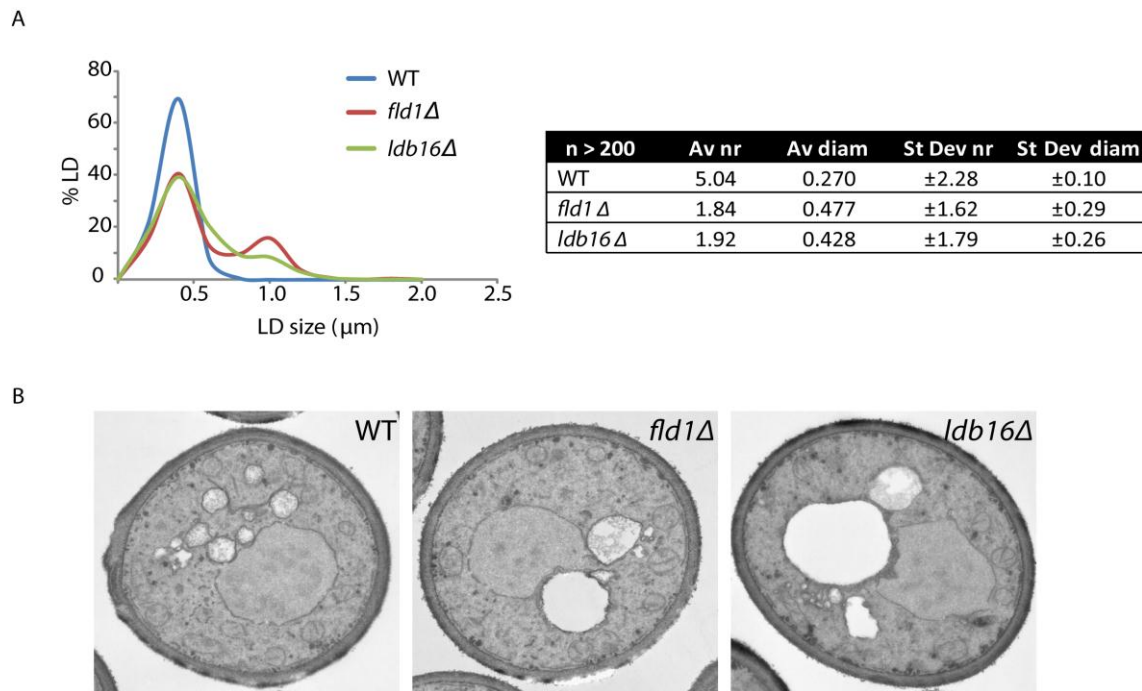 A
80
60
40
20
0
% LD
0.5 1.0 1.5 2.0 2.5
LD size (µm)
WT
fld1Δ
ldb16Δ
n > 200 Av nr Av diam St Dev nr St Dev diam
WT 5.04 0.270 ±2.28 ±0.10
fld1Δ 1.84 0.477 ±1.62 ±0.29
ldb16Δ 1.92 0.428 ±1.79 ±0.26
B
WT
fld1Δ
ldb16Δ